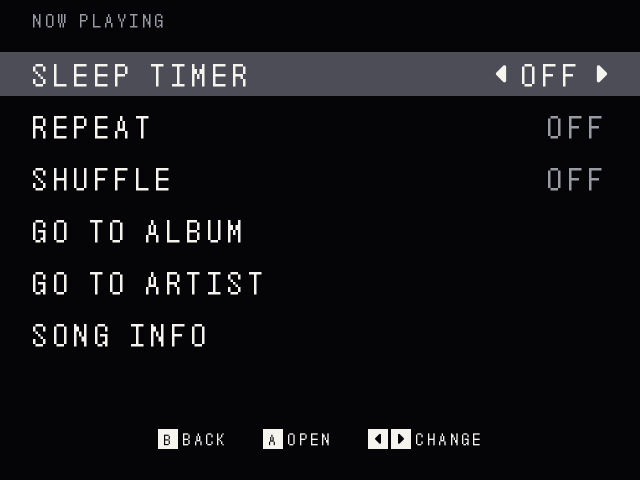 NOW PLAYING
SLEEP TIMER OFF
REPEAT OFF
SHUFFLE OFF
GO TO ALBUM
GO TO ARTIST
SONG INFO
B BACK A OPEN CHANGE